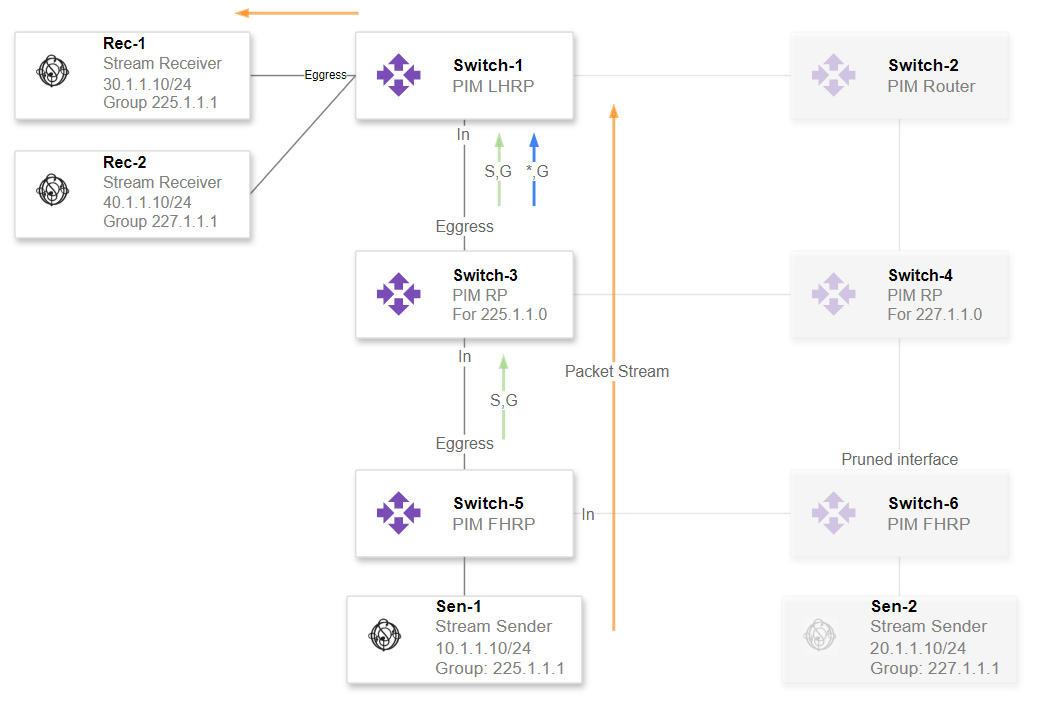 Rec-1
Stream Receiver
30.1.1.10/24
Group 225.1.1.1
Eggress
Switch-1
PIM LHRP
Switch-2
PIM Router
In
S,G
*,G
Rec-2
Stream Receiver
40.1.1.10/24
Group 227.1.1.1
Eggress
Switch-3
PIM RP
For 225.1.1.0
Switch-4
PIM RP
For 227.1.1.0
In
Packet Stream
S,G
Eggress
Pruned interface
Switch-5
PIM FHRP
In
Switch-6
PIM FHRP
Sen-1
Stream Sender
10.1.1.10/24
Group: 225.1.1.1
Sen-2
Stream Sender
20.1.1.10/24
Group: 227.1.1.1